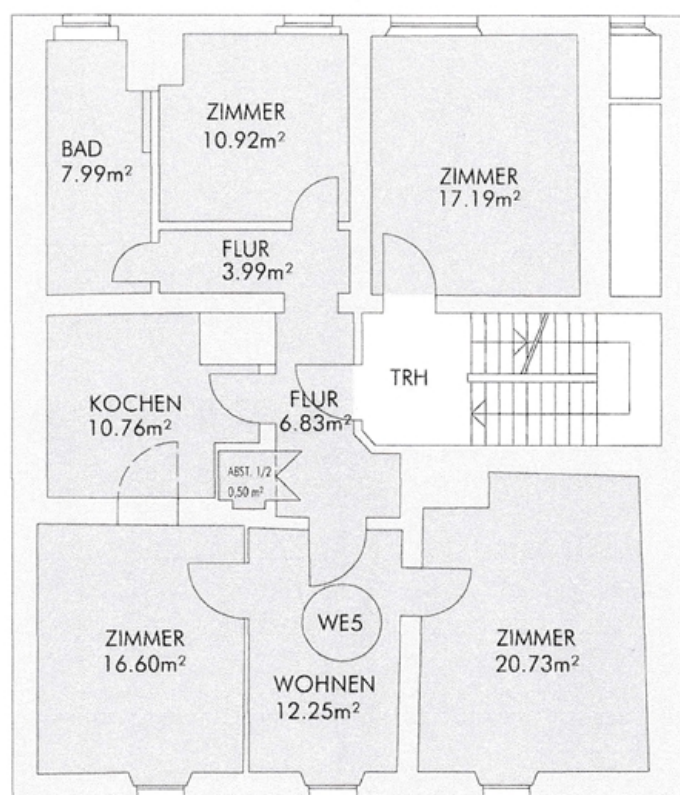 ZIMMER
10.92m²
BAD
7.99m²
ZIMMER
17.19m²
FLUR
3.99m²
TRH
KOCHEN
10.76m²
FLUR
6.83m²
ABST. 1/2
0,50 m²
WE5
ZIMMER
16.60m²
WOHNEN
12.25m²
ZIMMER
20.73m²